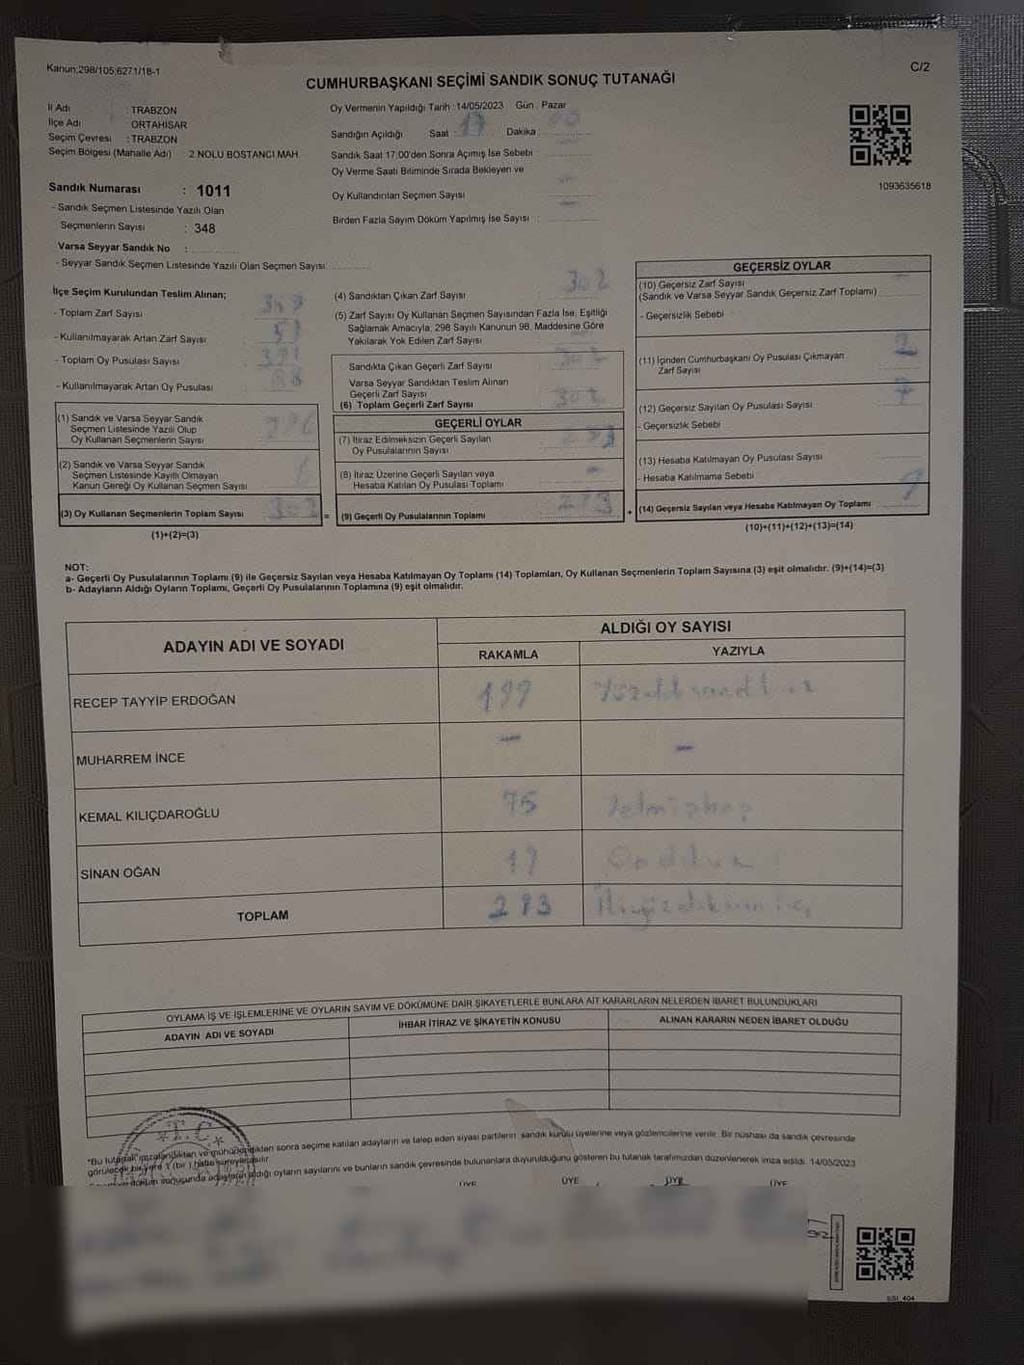 Kanun;298/105;6271/18-1
C/2
CUMHURBAŞKANI SEÇİMİ SANDIK SONUÇ TUTANAĞI
İl Adı : TRABZON
İlçe Adı : ORTAHİSAR
Seçim Çevresi : TRABZON
Seçim Bölgesi (Mahalle Adı) : 2 NOLU BOSTANCI MAH
Sandık Numarası : 1011
- Sandık Seçmen Listesinde Yazılı Olan
Seçmenlerin Sayısı : 348
Varsa Seyyar Sandık No :
- Seyyar Sandık Seçmen Listesinde Yazılı Olan Seçmen Sayısı
Oy Vermenin Yapıldığı Tarih : 14/05/2023 Gün : Pazar
Sandığın Açıldığı Saat : 17 Dakika 00
Sandık Saat 17:00'den Sonra Açılmış İse Sebebi
Oy Verme Saati Bitiminde Sırada Bekleyen ve
Oy Kullandırılan Seçmen Sayısı —
Birden Fazla Sayım Döküm Yapılmış İse Sayısı :
1093635618
İlçe Seçim Kurulundan Teslim Alınan;
- Toplam Zarf Sayısı
- Kullanılmayarak Artan Zarf Sayısı
- Toplam Oy Pusulası Sayısı
- Kullanılmayarak Artan Oy Pusulası
(1) Sandık ve Varsa Seyyar Sandık
Seçmen Listesinde Yazılı Olup
Oy Kullanan Seçmenlerin Sayısı
(2) Sandık ve Varsa Seyyar Sandık
Seçmen Listesinde Kayıtlı Olmayan
Kanun Gereği Oy Kullanan Seçmen Sayısı
(3) Oy Kullanan Seçmenlerin Toplam Sayısı 302
(1)+(2)=(3)
(4) Sandıktan Çıkan Zarf Sayısı 302
(5) Zarf Sayısı Oy Kullanan Seçmen Sayısından Fazla İse, Eşitliği
Sağlamak Amacıyla; 298 Sayılı Kanunun 98. Maddesine Göre
Yakılarak Yok Edilen Zarf Sayısı
Sandıkta Çıkan Geçerli Zarf Sayısı 302
Varsa Seyyar Sandıktan Teslim Alınan
Geçerli Zarf Sayısı
(6) Toplam Geçerli Zarf Sayısı 302
GEÇERLİ OYLAR
(7) İtiraz Edilmeksizin Geçerli Sayılan
Oy Pusulalarının Sayısı 293
(8) İtiraz Üzerine Geçerli Sayılan veya
Hesaba Katılan Oy Pusulası Toplamı -
= (9) Geçerli Oy Pusulalarının Toplamı 293
GEÇERSİZ OYLAR
(10) Geçersiz Zarf Sayısı -
(Sandık ve Varsa Seyyar Sandık Geçersiz Zarf Toplamı)
- Geçersizlik Sebebi
(11) İçinden Cumhurbaşkanı Oy Pusulası Çıkmayan
Zarf Sayısı 2
(12) Geçersiz Sayılan Oy Pusulası Sayısı 7
- Geçersizlik Sebebi
(13) Hesaba Katılmayan Oy Pusulası Sayısı
- Hesaba Katılmama Sebebi
+ (14) Geçersiz Sayılan veya Hesaba Katılmayan Oy Toplamı 9
(10)+(11)+(12)+(13)=(14)
NOT:
a- Geçerli Oy Pusulalarının Toplamı (9) ile Geçersiz Sayılan veya Hesaba Katılmayan Oy Toplamı (14) Toplamları, Oy Kullanan Seçmenlerin Toplam Sayısına (3) eşit olmalıdır. (9)+(14)=(3)
b- Adayların Aldığı Oyların Toplamı, Geçerli Oy Pusulalarının Toplamına (9) eşit olmalıdır.
ADAYIN ADI VE SOYADI
ALDIĞI OY SAYISI
RAKAMLA YAZIYLA
RECEP TAYYİP ERDOĞAN 199
MUHARREM İNCE — —
KEMAL KILIÇDAROĞLU 75 Yetmişbeş
SİNAN OĞAN 19 Ondokuz
TOPLAM 293 İkiyüzdoksanüç
OYLAMA İŞ VE İŞLEMLERİNE VE OYLARIN SAYIM VE DÖKÜMÜNE DAİR ŞİKAYETLERLE BUNLARA AİT KARARLARIN NELERDEN İBARET BULUNDUKLARI
ADAYIN ADI VE SOYADI İHBAR İTİRAZ VE ŞİKAYETİN KONUSU ALINAN KARARIN NEDEN İBARET OLDUĞU
T.C.
"Bu tutanak imzalandıktan ve mühürlendikten sonra seçime katılan adayların ve talep eden siyasi partilerin sandık kurulu üyelerine veya gözlemcilerine verilir. Bir nüshası da sandık çevresinde
görülecek bir yere 1 (bir) hafta süreyle asılır.
aldığı oyların sayılarını ve bunların sandık çevresinde bulunanlara duyurulduğunu gösteren bu tutanak tarafımızdan düzenlenerek imza edildi. 14/05/2023
ÜYE ÜYE ÜYE ÜYE
SSI_404